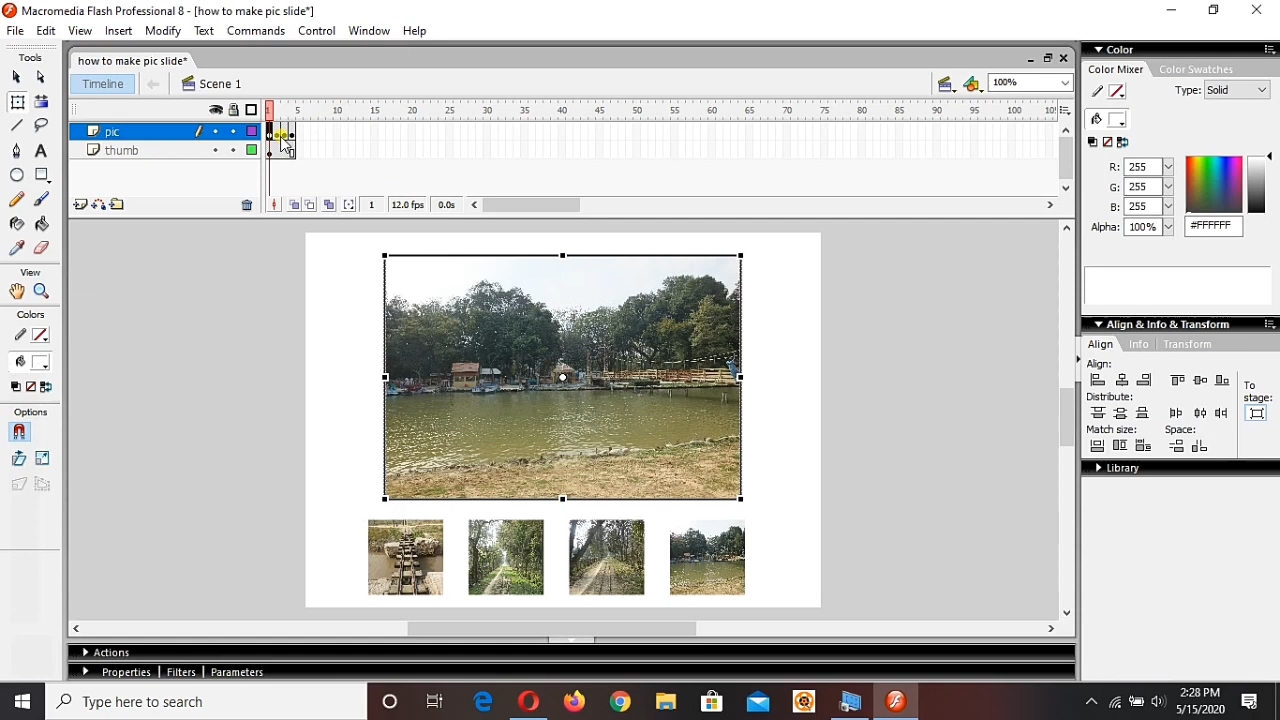 Macromedia Flash Professional 8 - [how to make pic slide*]
File Edit View Insert Modify Text Commands Control Window Help
Tools
how to make pic slide*
Timeline Scene 1 100%
1 5 10 15 20 25 30 35 40 45 50 55 60 65 70 75 80 85 90 95 100 105
pic
thumb
1 12.0 fps 0.0s
View
Colors
Options
Color
Color Mixer Color Swatches
Type: Solid
R: 255
G: 255
B: 255
Alpha: 100% #FFFFFF
Align & Info & Transform
Align Info Transform
Align:
To stage:
Distribute:
Match size: Space:
Library
Actions
Properties Filters Parameters
Type here to search
2:28 PM
5/15/2020